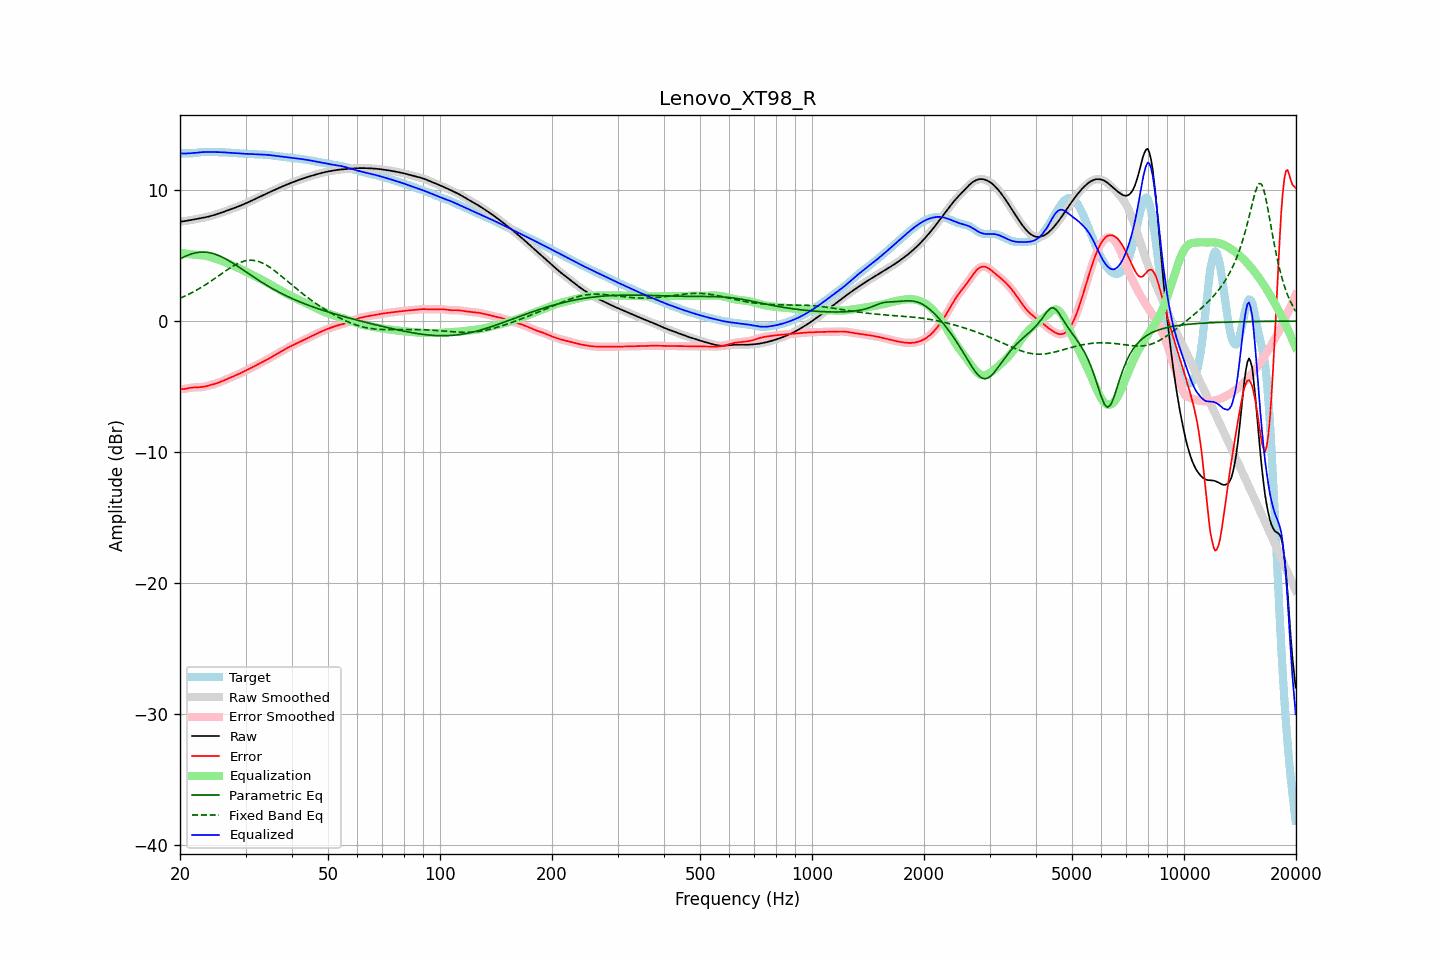 Lenovo_XT98_R
Amplitude (dBr)
10
0
−10
−20
−30
−40
Target
Raw Smoothed
Error Smoothed
Raw
Error
Equalization
Parametric Eq
Fixed Band Eq
Equalized
20 50 100 200 500 1000 2000 5000 10000 20000
Frequency (Hz)